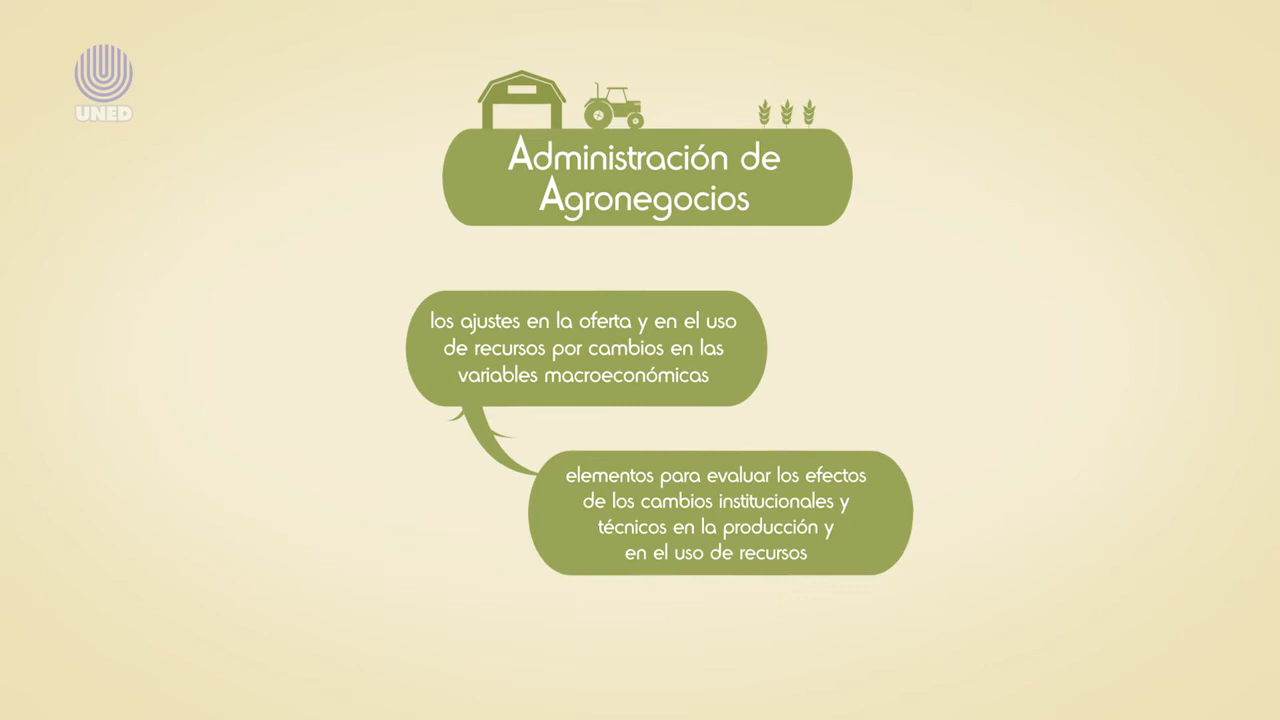 UNED
Administración de
Agronegocios
los ajustes en la oferta y en el uso
de recursos por cambios en las
variables macroeconómicas
elementos para evaluar los efectos
de los cambios institucionales y
técnicos en la producción y
en el uso de recursos